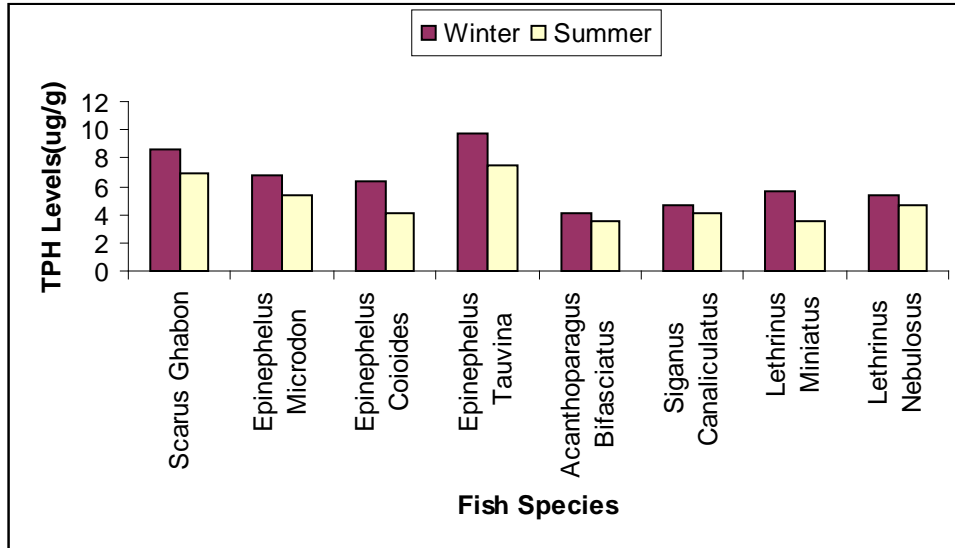 Winter Summer
TPH Levels(ug/g)
12
10
8
6
4
2
0
Scarus Ghabon
Epinephelus
Microdon
Epinephelus
Coioides
Epinephelus
Tauvina
Acanthoparagus
Bifasciatus
Siganus
Canaliculatus
Lethrinus
Miniatus
Lethrinus
Nebulosus
Fish Species